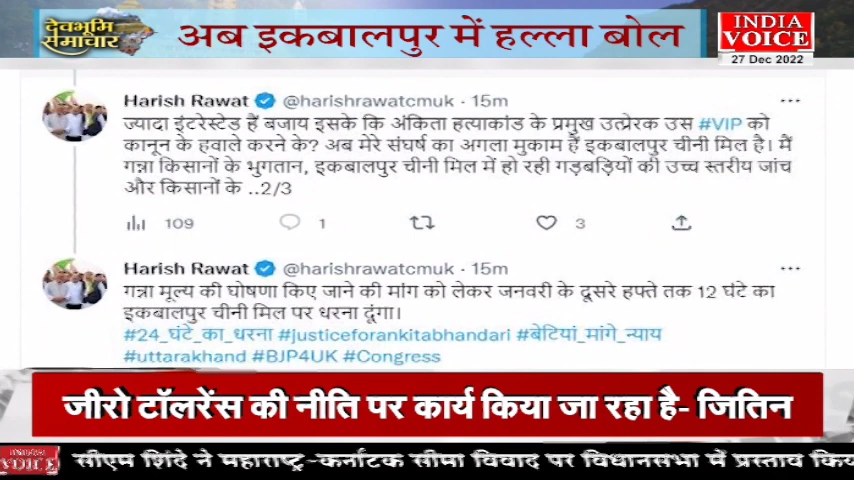 देवभूमि
समाचार
अब इकबालपुर में हल्ला बोल
INDIA
VOICE
27 Dec 2022
Harish Rawat @harishrawatcmuk · 15m
ज्यादा इंटरेस्टेड हैं बजाय इसके कि अंकिता हत्याकांड के प्रमुख उत्प्रेरक उस #VIP को
कानून के हवाले करने के? अब मेरे संघर्ष का अगला मुकाम हैं इकबालपुर चीनी मिल है। मैं
गन्ना किसानों के भुगतान, इकबालपुर चीनी मिल में हो रही गड़बड़ियों की उच्च स्तरीय जांच
और किसानों के ..2/3
109 1 3
Harish Rawat @harishrawatcmuk · 15m
गन्ना मूल्य की घोषणा किए जाने की मांग को लेकर जनवरी के दूसरे हफ्ते तक 12 घंटे का
इकबालपुर चीनी मिल पर धरना दूंगा।
#24_घंटे_का_धरना #justiceforankitabhandari #बेटियां_मांगे_न्याय
#uttarakhand #BJP4UK #Congress
जीरो टॉलरेंस की नीति पर कार्य किया जा रहा है- जितिन
INDIA
VOICE
सीएम शिंदे ने महाराष्ट्र-कर्नाटक सीमा विवाद पर विधानसभा में प्रस्ताव किय